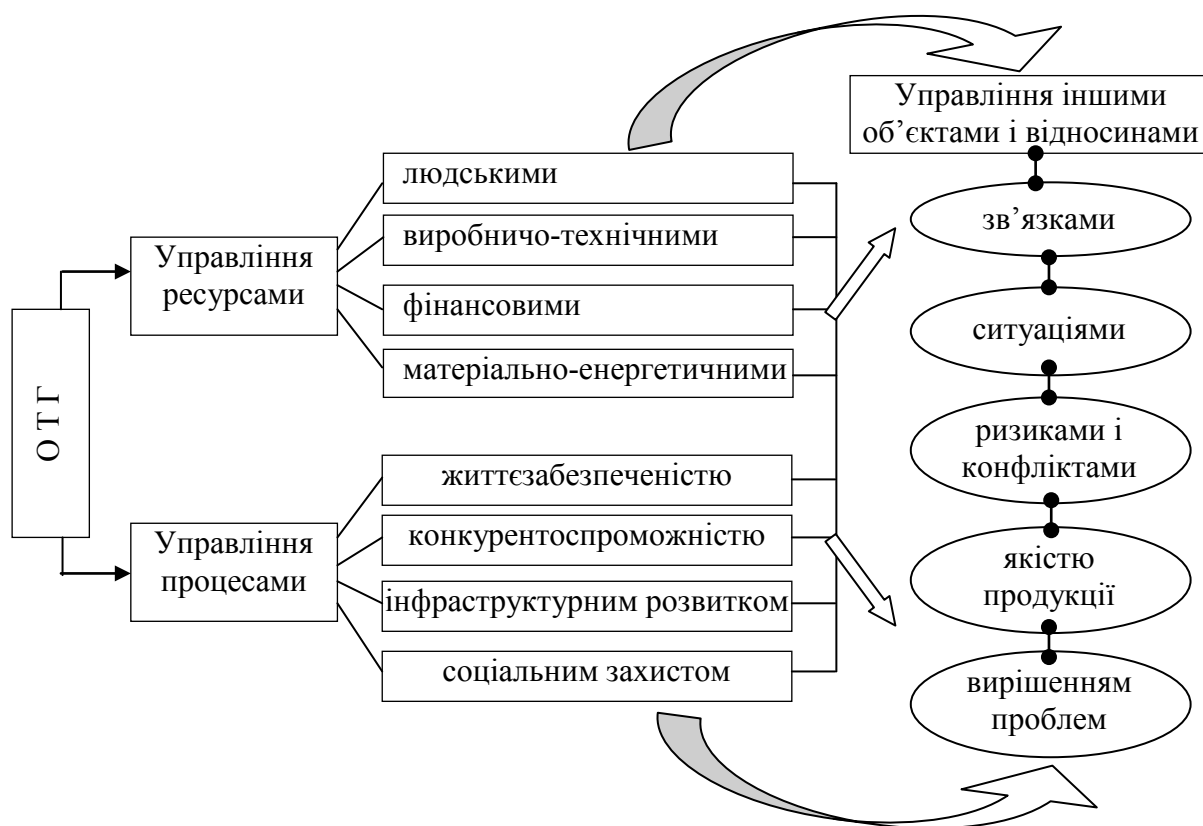 О Т Г
Управління
ресурсами
людськими
виробничо-технічними
фінансовими
матеріально-енергетичними
Управління
процесами
життєзабезпеченістю
конкурентоспроможністю
інфраструктурним розвитком
соціальним захистом
Управління іншими
об’єктами і відносинами
зв’язками
ситуаціями
ризиками і
конфліктами
якістю
продукції
вирішенням
проблем